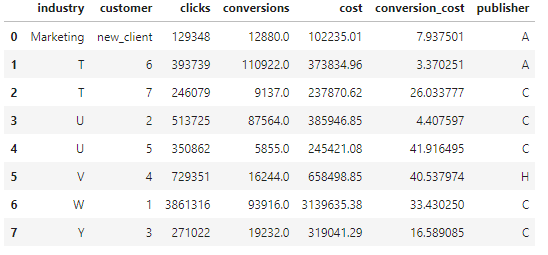 industry customer clicks conversions cost conversion_cost publisher
0 Marketing new_client 129348 12880.0 102235.01 7.937501 A
1 T 6 393739 110922.0 373834.96 3.370251 A
2 T 7 246079 9137.0 237870.62 26.033777 C
3 U 2 513725 87564.0 385946.85 4.407597 C
4 U 5 350862 5855.0 245421.08 41.916495 C
5 V 4 729351 16244.0 658498.85 40.537974 H
6 W 1 3861316 93916.0 3139635.38 33.430250 C
7 Y 3 271022 19232.0 319041.29 16.589085 C